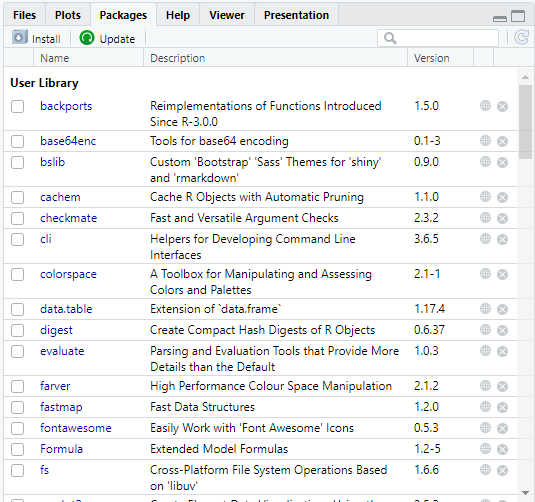 Files Plots Packages Help Viewer Presentation
Install Update
Name Description Version
User Library
backports Reimplementations of Functions Introduced 1.5.0
Since R-3.0.0
base64enc Tools for base64 encoding 0.1-3
bslib Custom 'Bootstrap' 'Sass' Themes for 'shiny' 0.9.0
and 'rmarkdown'
cachem Cache R Objects with Automatic Pruning 1.1.0
checkmate Fast and Versatile Argument Checks 2.3.2
cli Helpers for Developing Command Line 3.6.5
Interfaces
colorspace A Toolbox for Manipulating and Assessing 2.1-1
Colors and Palettes
data.table Extension of `data.frame` 1.17.4
digest Create Compact Hash Digests of R Objects 0.6.37
evaluate Parsing and Evaluation Tools that Provide More 1.0.3
Details than the Default
farver High Performance Colour Space Manipulation 2.1.2
fastmap Fast Data Structures 1.2.0
fontawesome Easily Work with 'Font Awesome' Icons 0.5.3
Formula Extended Model Formulas 1.2-5
fs Cross-Platform File System Operations Based 1.6.6
on 'libuv'